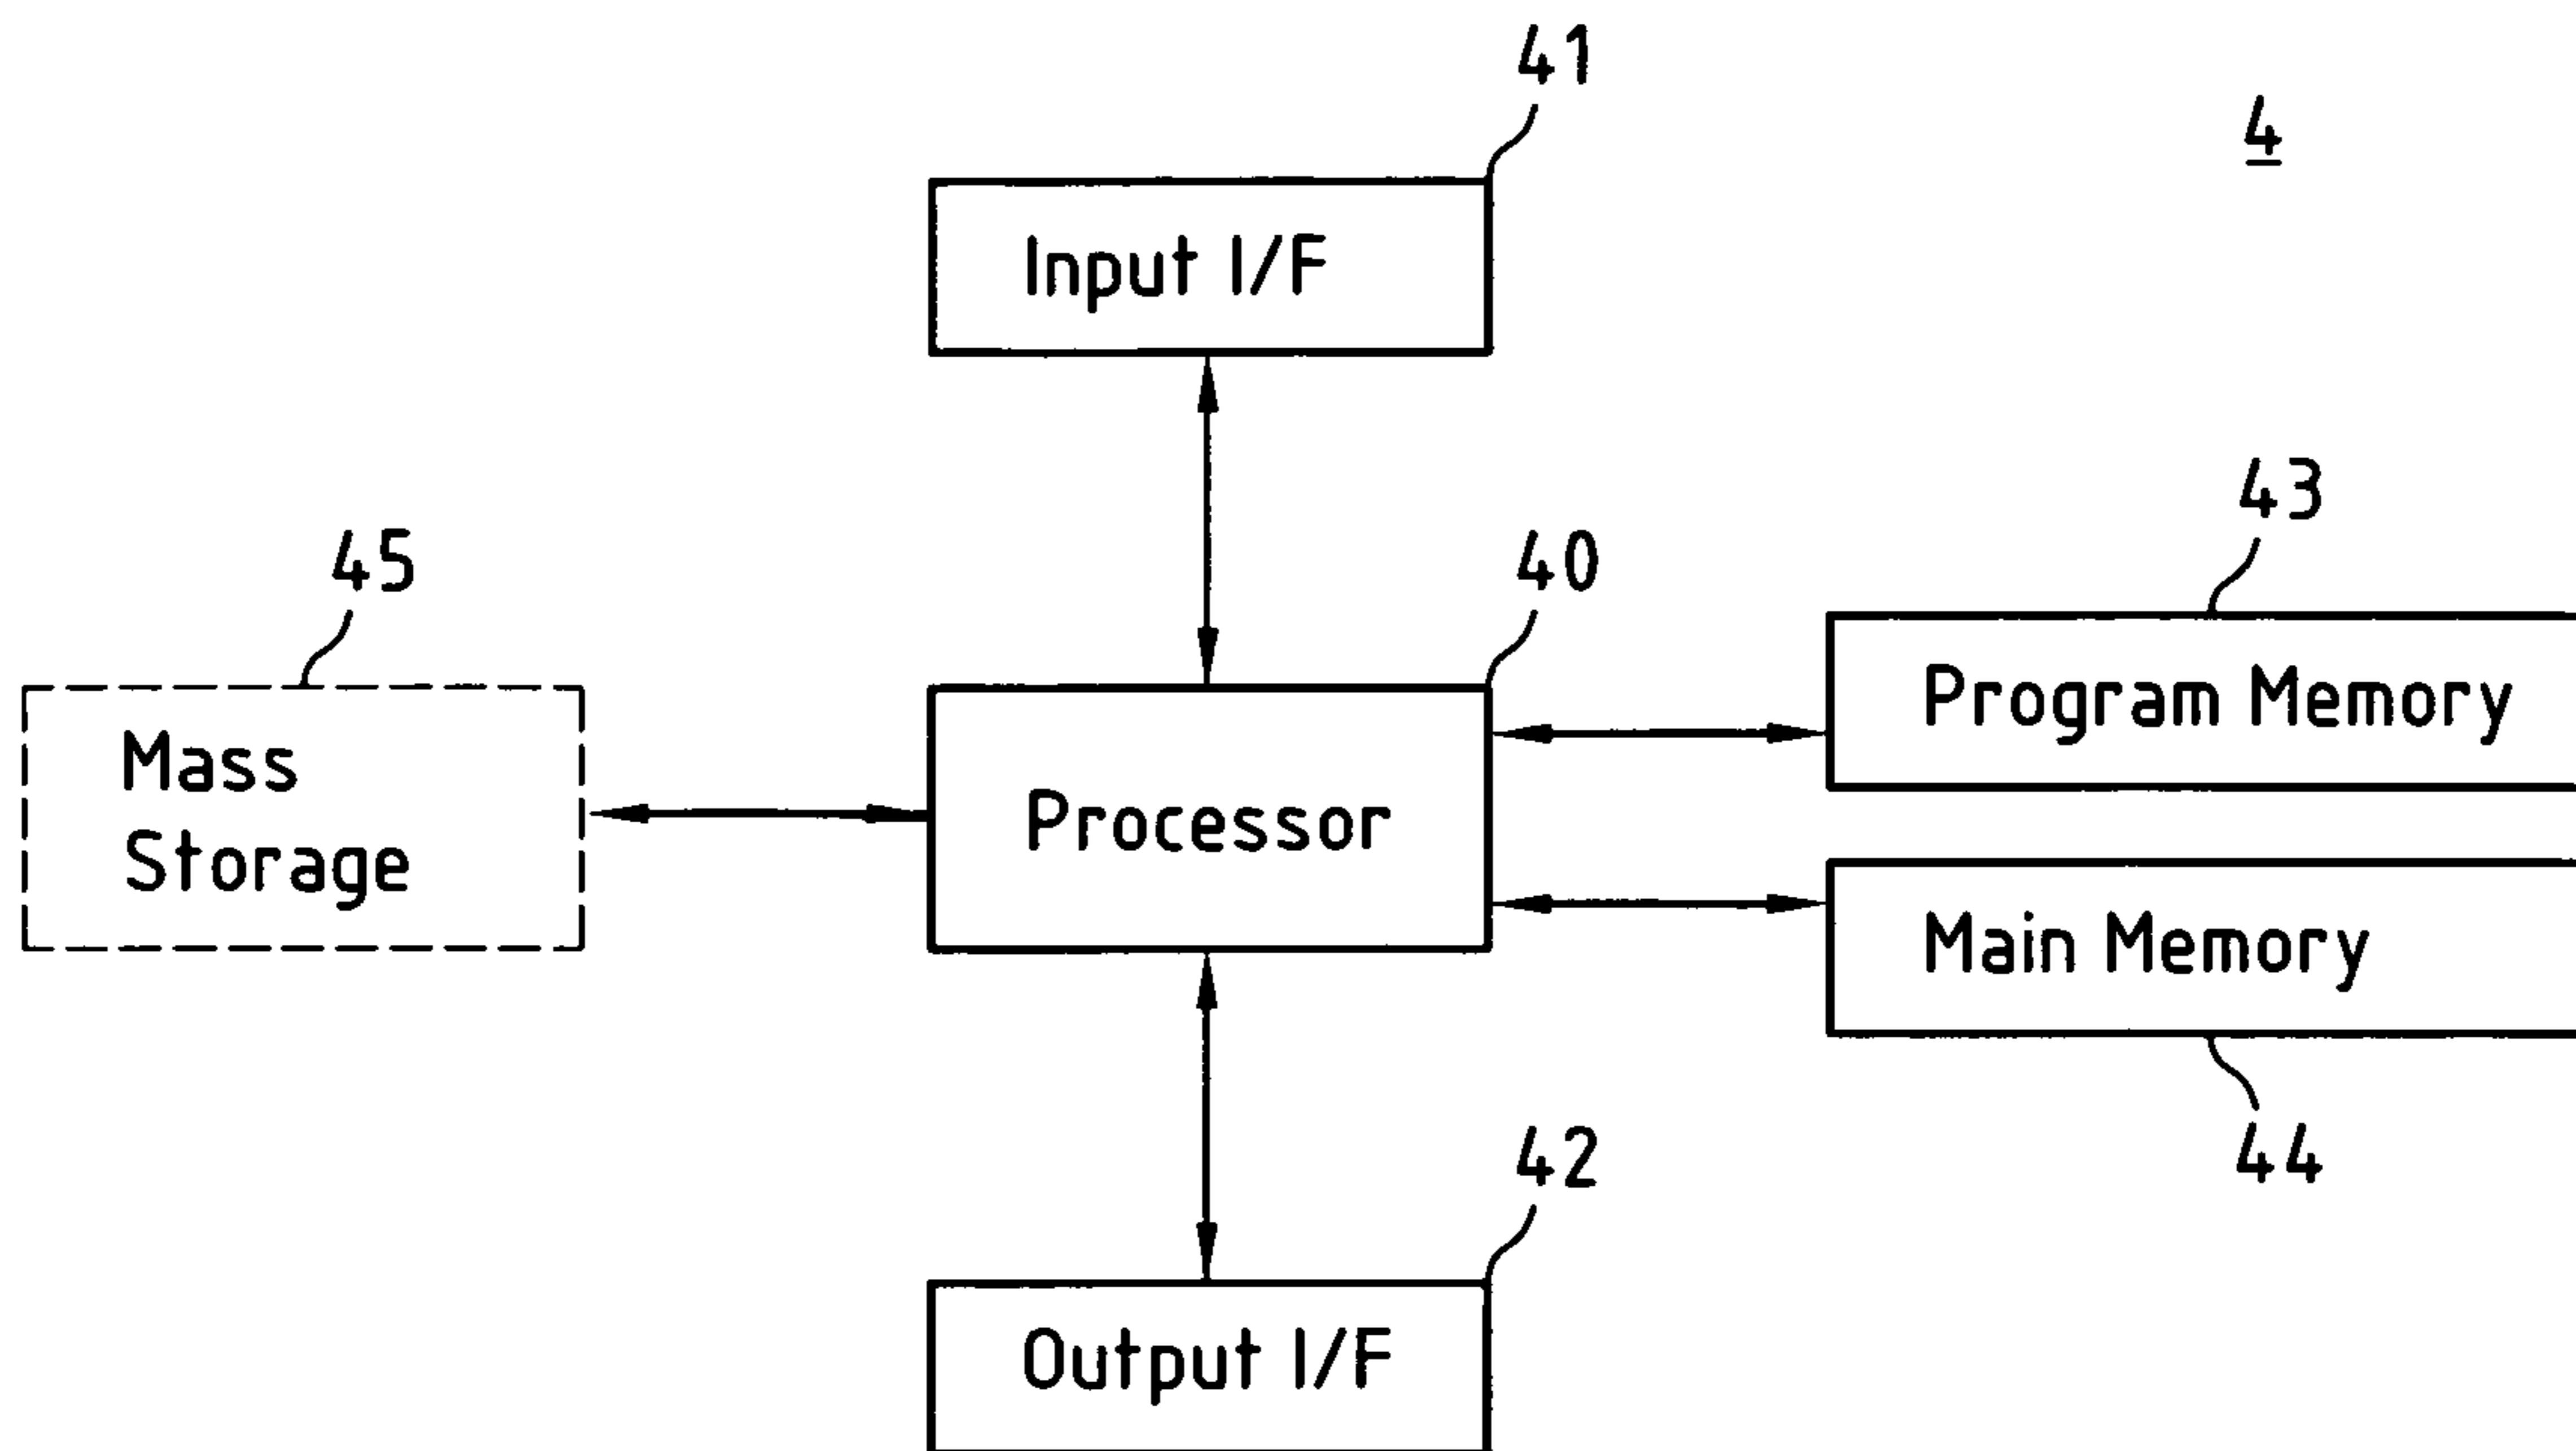 41
4
Input I/F
43
45
40
Program Memory
Mass
Storage
Processor
Main Memory
42
44
Output I/F